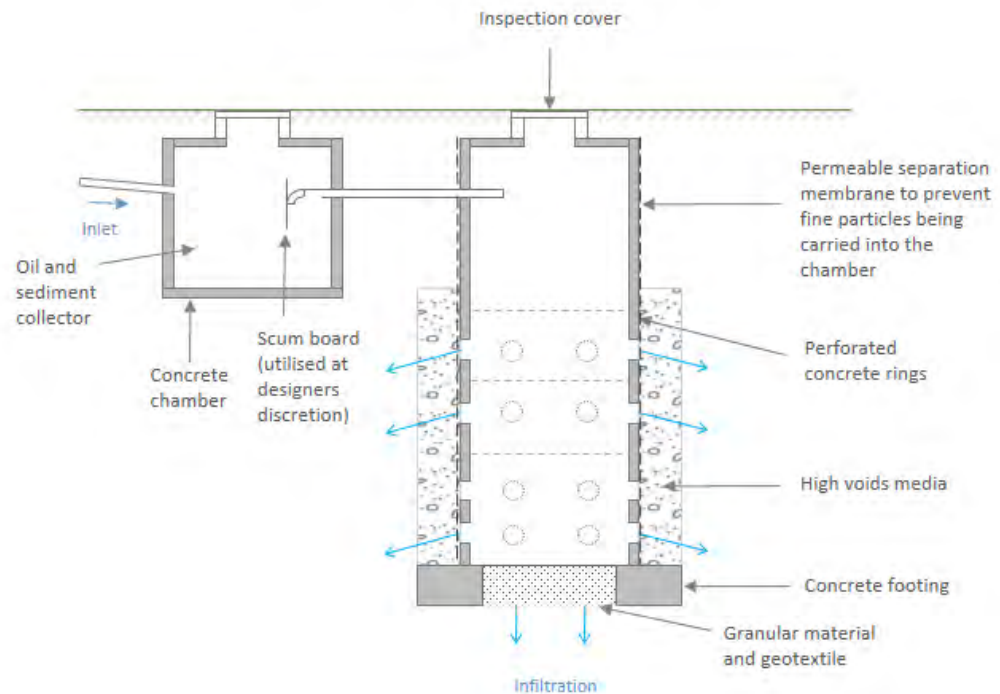 Inspection cover
Permeable separation
membrane to prevent
fine particles being
carried into the
chamber
Inlet
Oil and
sediment
collector
Concrete
chamber
Scum board
(utilised at
designers
discretion)
Perforated
concrete rings
High voids media
Concrete footing
Granular material
and geotextile
Infiltration